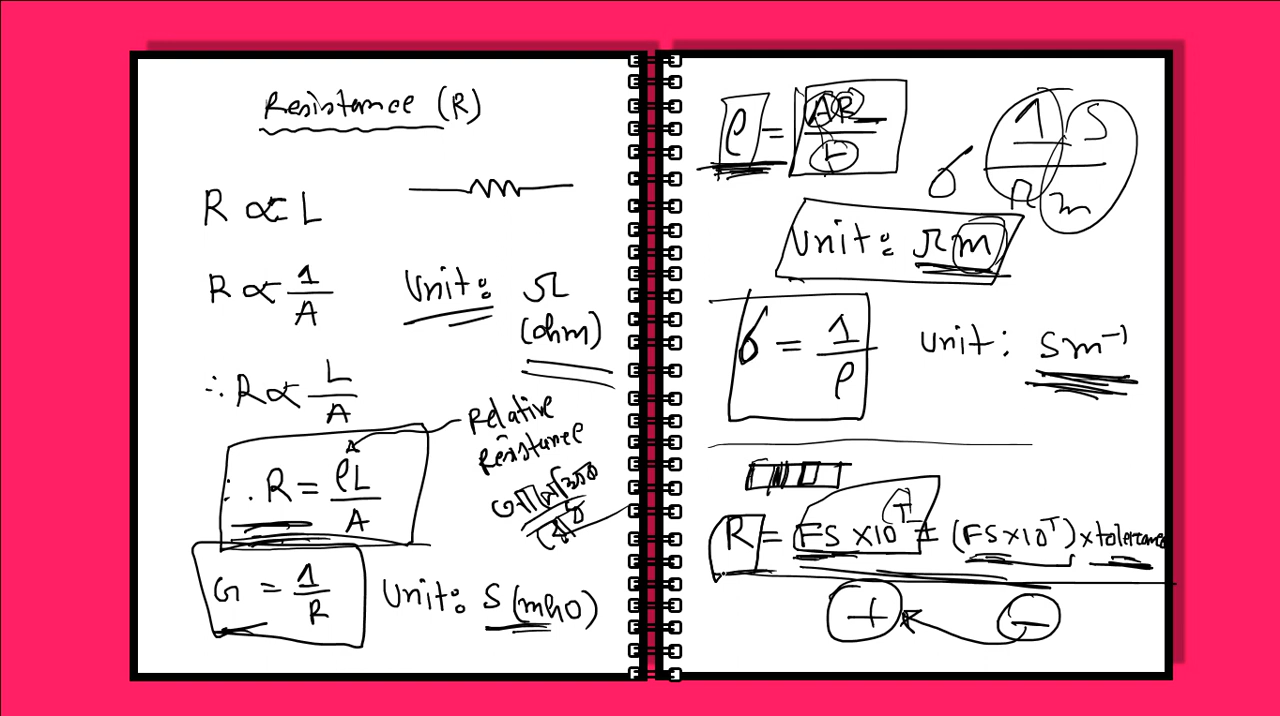 Resistance (R)
R ∝ L
R ∝ 1/A
Unit: Ω
(ohm)
∴ R ∝ L/A
Relative
resistance
∴ R = ρL/A
G = 1/R
Unit: S (mho)
ρ = AR/L
σ 1/Ω S/m
Unit: Ωm
σ = 1/ρ
unit: Sm⁻¹
R = FS × 10ᵀ ± (FS × 10ᵀ) × tolerance
+ −